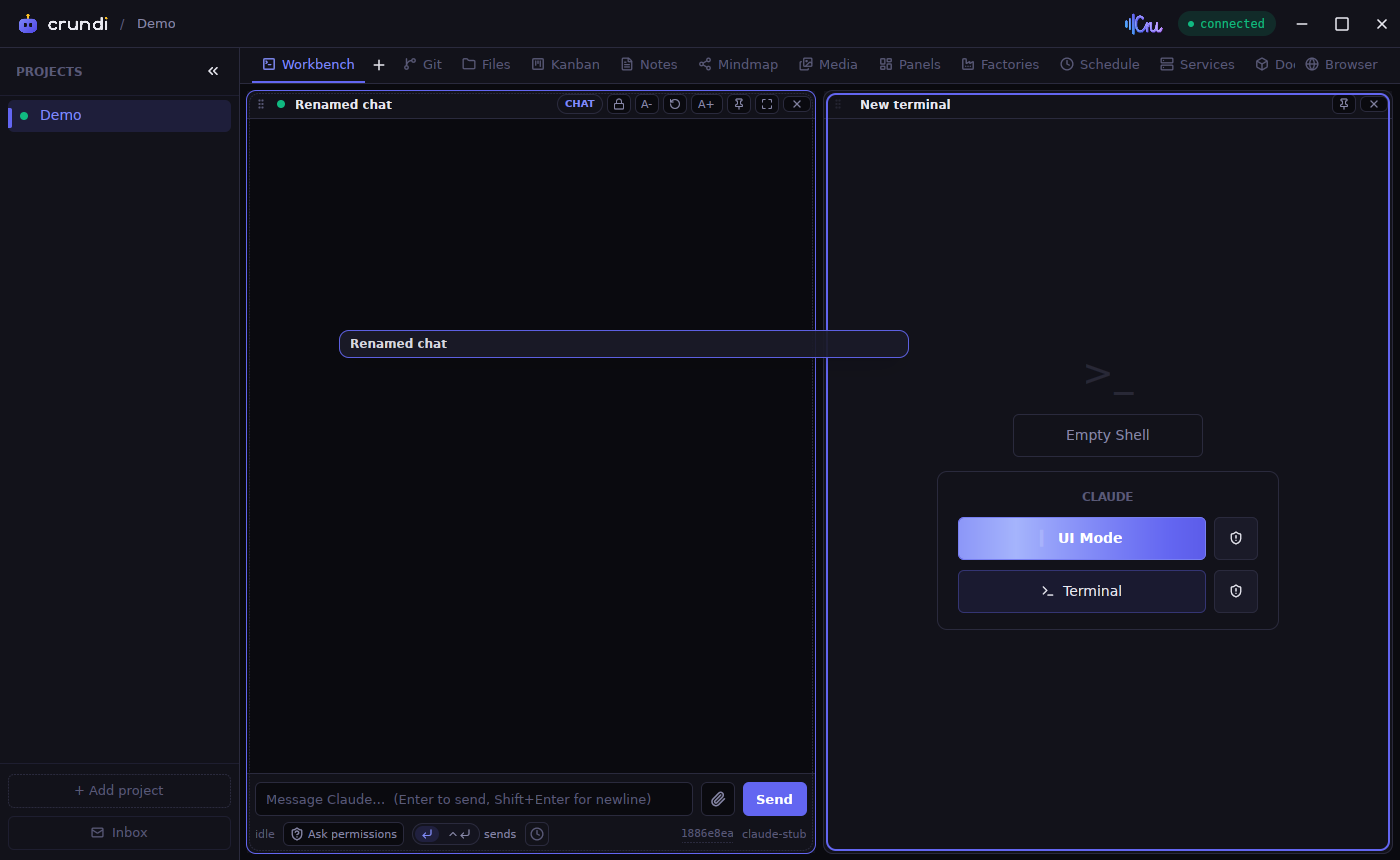 crundi / Demo
Cru
connected
PROJECTS
Workbench
Git
Files
Kanban
Notes
Mindmap
Media
Panels
Factories
Schedule
Services
Browser
Demo
Renamed chat
CHAT
A-
A+
New terminal
Renamed chat
>_
Empty Shell
CLAUDE
UI Mode
Terminal
+ Add project
Inbox
Message Claude... (Enter to send, Shift+Enter for newline)
Send
idle
Ask permissions
sends
1886e8ea
claude-stub